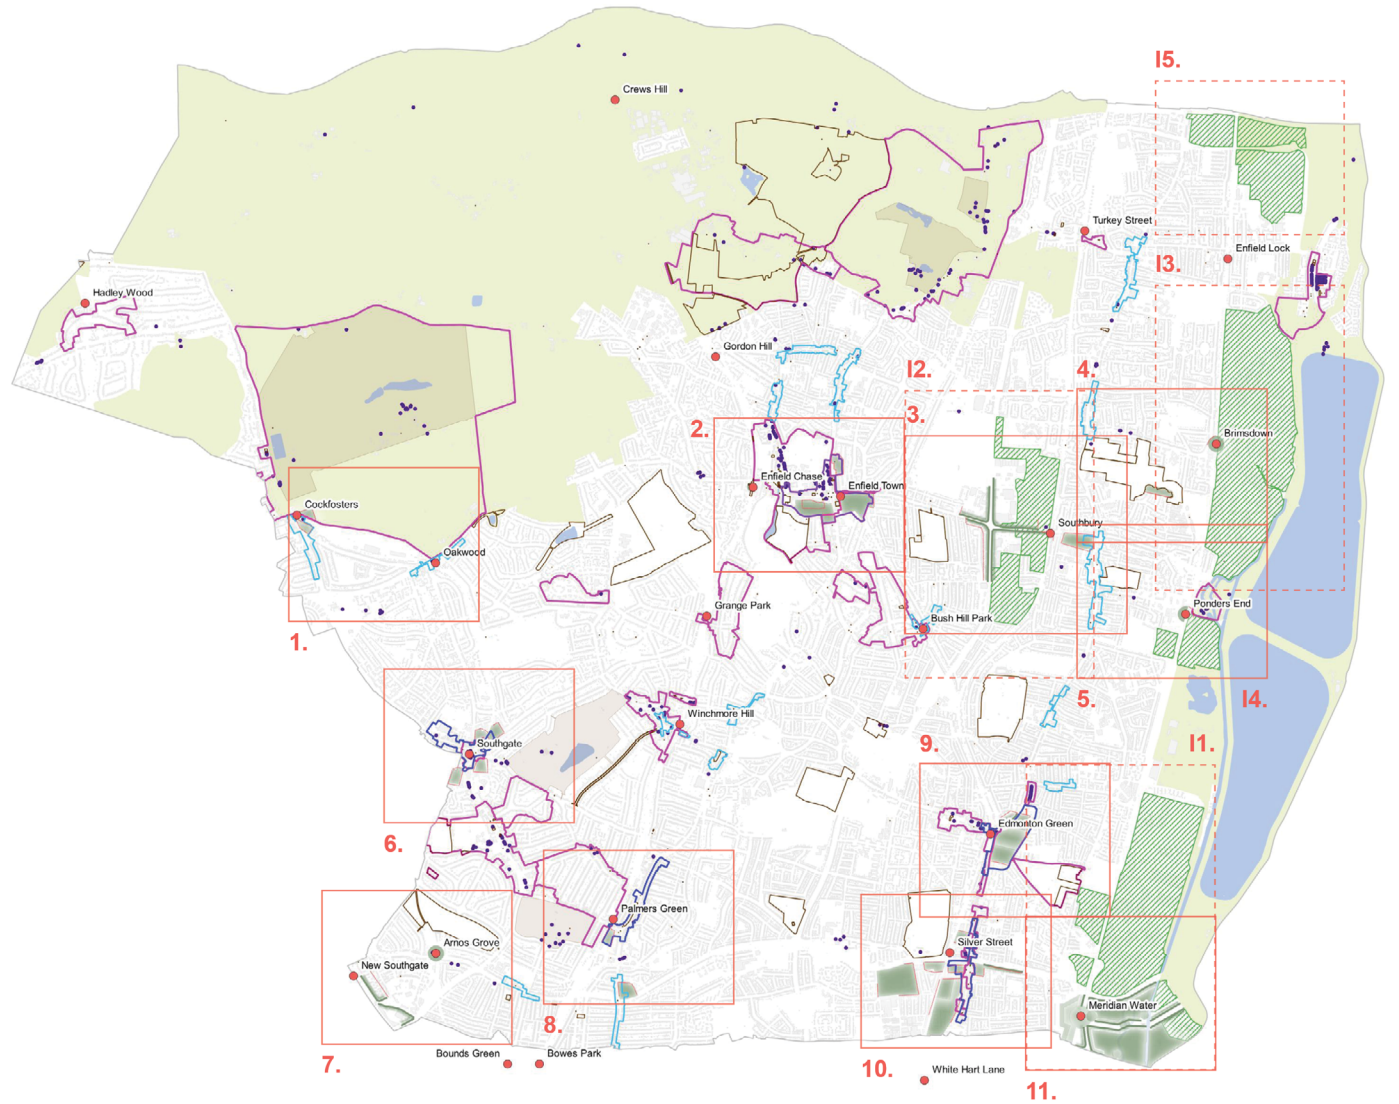 I5.
Crews Hill
Turkey Street
Enfield Lock
I3.
Hadley Wood
Gordon Hill
I2.
4.
3.
2.
Brimsdown
Enfield Chase
Enfield Town
Cockfosters
Southbury
Oakwood
Grange Park
Ponders End
Bush Hill Park
1.
5.
I4.
Winchmore Hill
Southgate
9.
I1.
Edmonton Green
6.
Palmers Green
Arnos Grove
Silver Street
New Southgate
Meridian Water
8.
Bounds Green
Bowes Park
7.
10.
White Hart Lane
11.